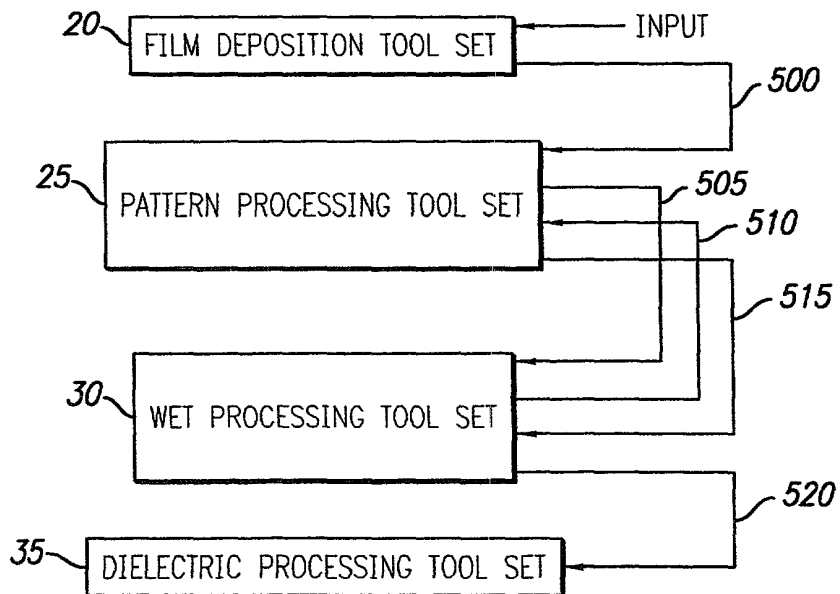 20
FILM DEPOSITION TOOL SET
INPUT
500
25
PATTERN PROCESSING TOOL SET
505
510
515
30
WET PROCESSING TOOL SET
520
35
DIELECTRIC PROCESSING TOOL SET